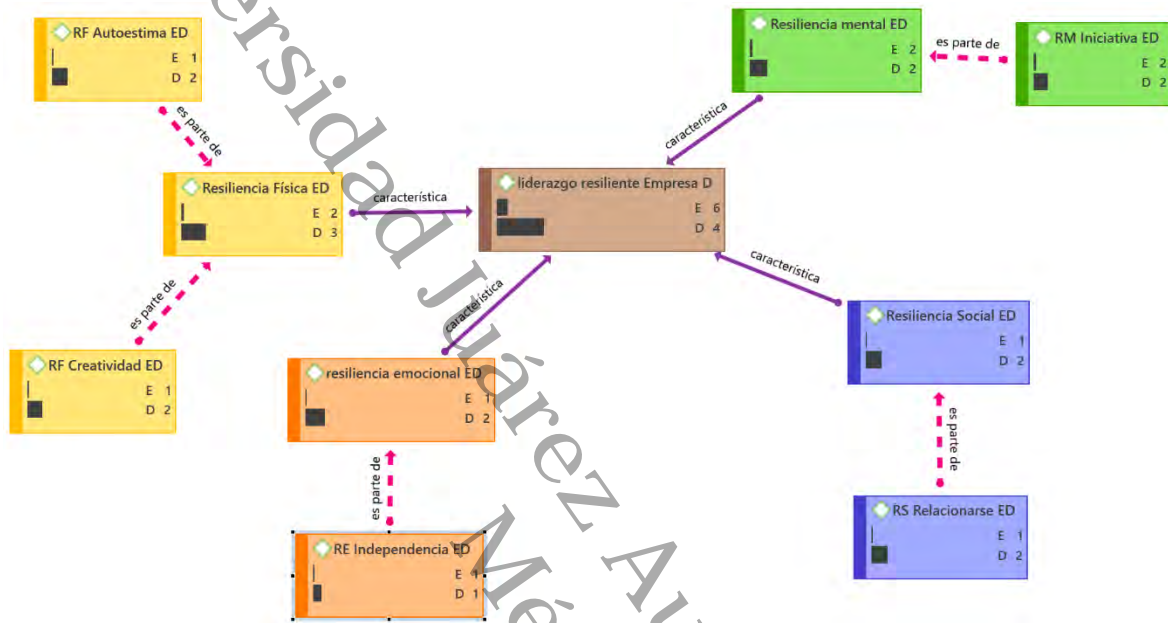 RF Autoestima ED
E 1
D 2
Resiliencia mental ED
E 2
D 2
es parte de
RM Iniciativa ED
E 2
D 2
es parte de
característica
Resiliencia Física ED
E 2
D 3
característica
liderazgo resiliente Empresa D
E 6
D 4
característica
Resiliencia Social ED
E 1
D 2
es parte de
característica
RF Creatividad ED
E 1
D 2
resiliencia emocional ED
E 1
D 2
es parte de
es parte de
RE Independencia ED
E 1
D 1
RS Relacionarse ED
E 1
D 2
ersidad Juárez Au
Mé